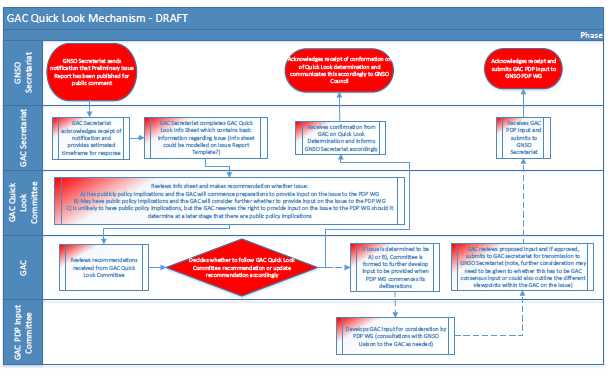 GAC Quick Look Mechanism - DRAFT
Phase
GNSO
Secretariat
GNSO Secretariat sends
notification that Preliminary Issue
Report has been published for
public comment
Acknowledges receipt of confirmation on
of Quick Look determination and
communicates this accordingly to GNSO
Council
Acknowledges receipt and
submits GAC PDP Input to
GNSO PDP WG
GAC Secretariat
GAC Secretariat
acknowledges receipt of
notification and
provides estimated
timeframe for response
GAC Secretariat completes GAC Quick
Look Info Sheet which contains basic
information regarding issue (info sheet
could be modelled on Issue Report
Template?)
Receives confirmation from
GAC on Quick Look
Determination and informs
GNSO Secretariat accordingly
Receives GAC
PDP Input and
submits to
GNSO
Secretariat
GAC Quick
Look
Committee
Reviews info sheet and makes recommendation whether issue:
A) Has publicly policy implications and the GAC will commence preparations to provide input on the issue to the PDP WG
B) May have public policy implications and the GAC will consider further whether to provide input on the issue to the PDP WG
C) Is unlikely to have public policy implications, but the GAC reserves the right to provide input on the issue to the PDP WG should it
determine at a later stage that there are public policy implications
GAC
Reviews recommendations
received from GAC Quick
Look Committee
Decides whether to follow GAC Quick Look
Committee recommendation or update
recommendation accordingly
If issue is determined to be
A) or B), Committee is
formed to further develop
input to be provided when
PDP WG commences its
deliberations
GAC reviews proposed input and if approved,
submits to GAC secretariat for transmission to
GNSO Secretariat (note, further consideration may
need to be given to whether this has to be GAC
consensus input or could also outline the different
viewpoints within the GAC on the issue)
GAC PDP Input
Committee
Develops GAC input for consideration by
PDP WG (consultations with GNSO
Liaison to the GAC as needed)